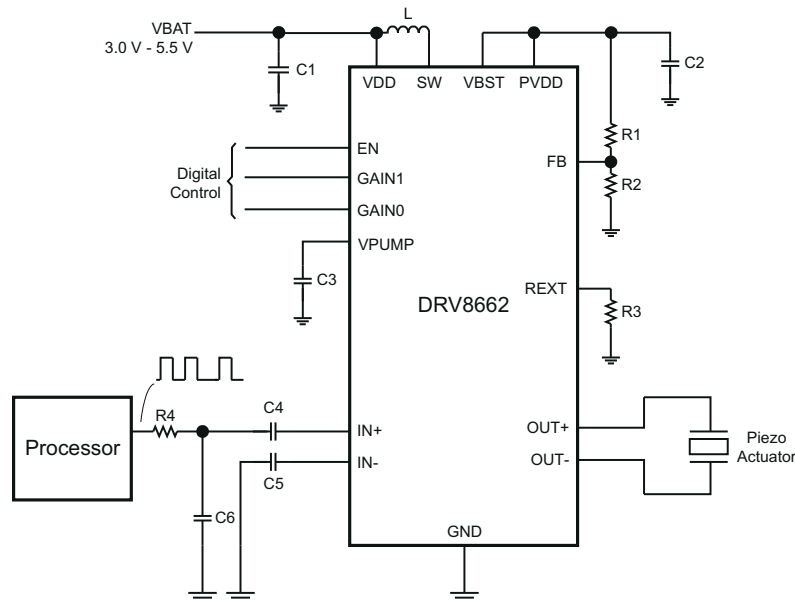 L
VBAT
3.0 V - 5.5 V
C1
C2
VDD
SW
VBST
PVDD
R1
EN
FB
Digital
Control
GAIN1
R2
GAIN0
VPUMP
C3
REXT
DRV8662
R3
C4
R4
Processor
IN+
OUT+
Piezo
Actuator
IN-
OUT-
C5
C6
GND